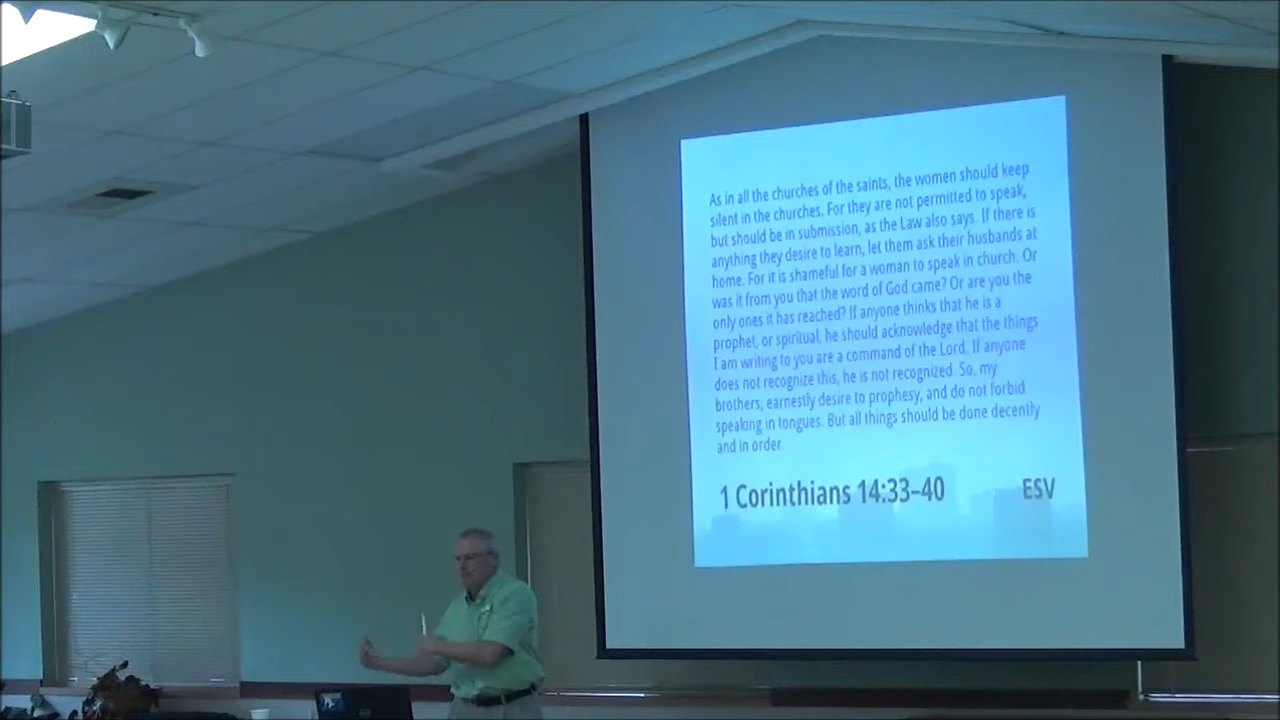 As in all the churches of the saints, the women should keep
silent in the churches. For they are not permitted to speak,
but should be in submission, as the Law also says. If there is
anything they desire to learn, let them ask their husbands at
home. For it is shameful for a woman to speak in church. Or
was it from you that the word of God came? Or are you the
only ones it has reached? If anyone thinks that he is a
prophet, or spiritual, he should acknowledge that the things
I am writing to you are a command of the Lord. If anyone
does not recognize this, he is not recognized. So, my
brothers, earnestly desire to prophesy, and do not forbid
speaking in tongues. But all things should be done decently
and in order
1 Corinthians 14:33–40 ESV